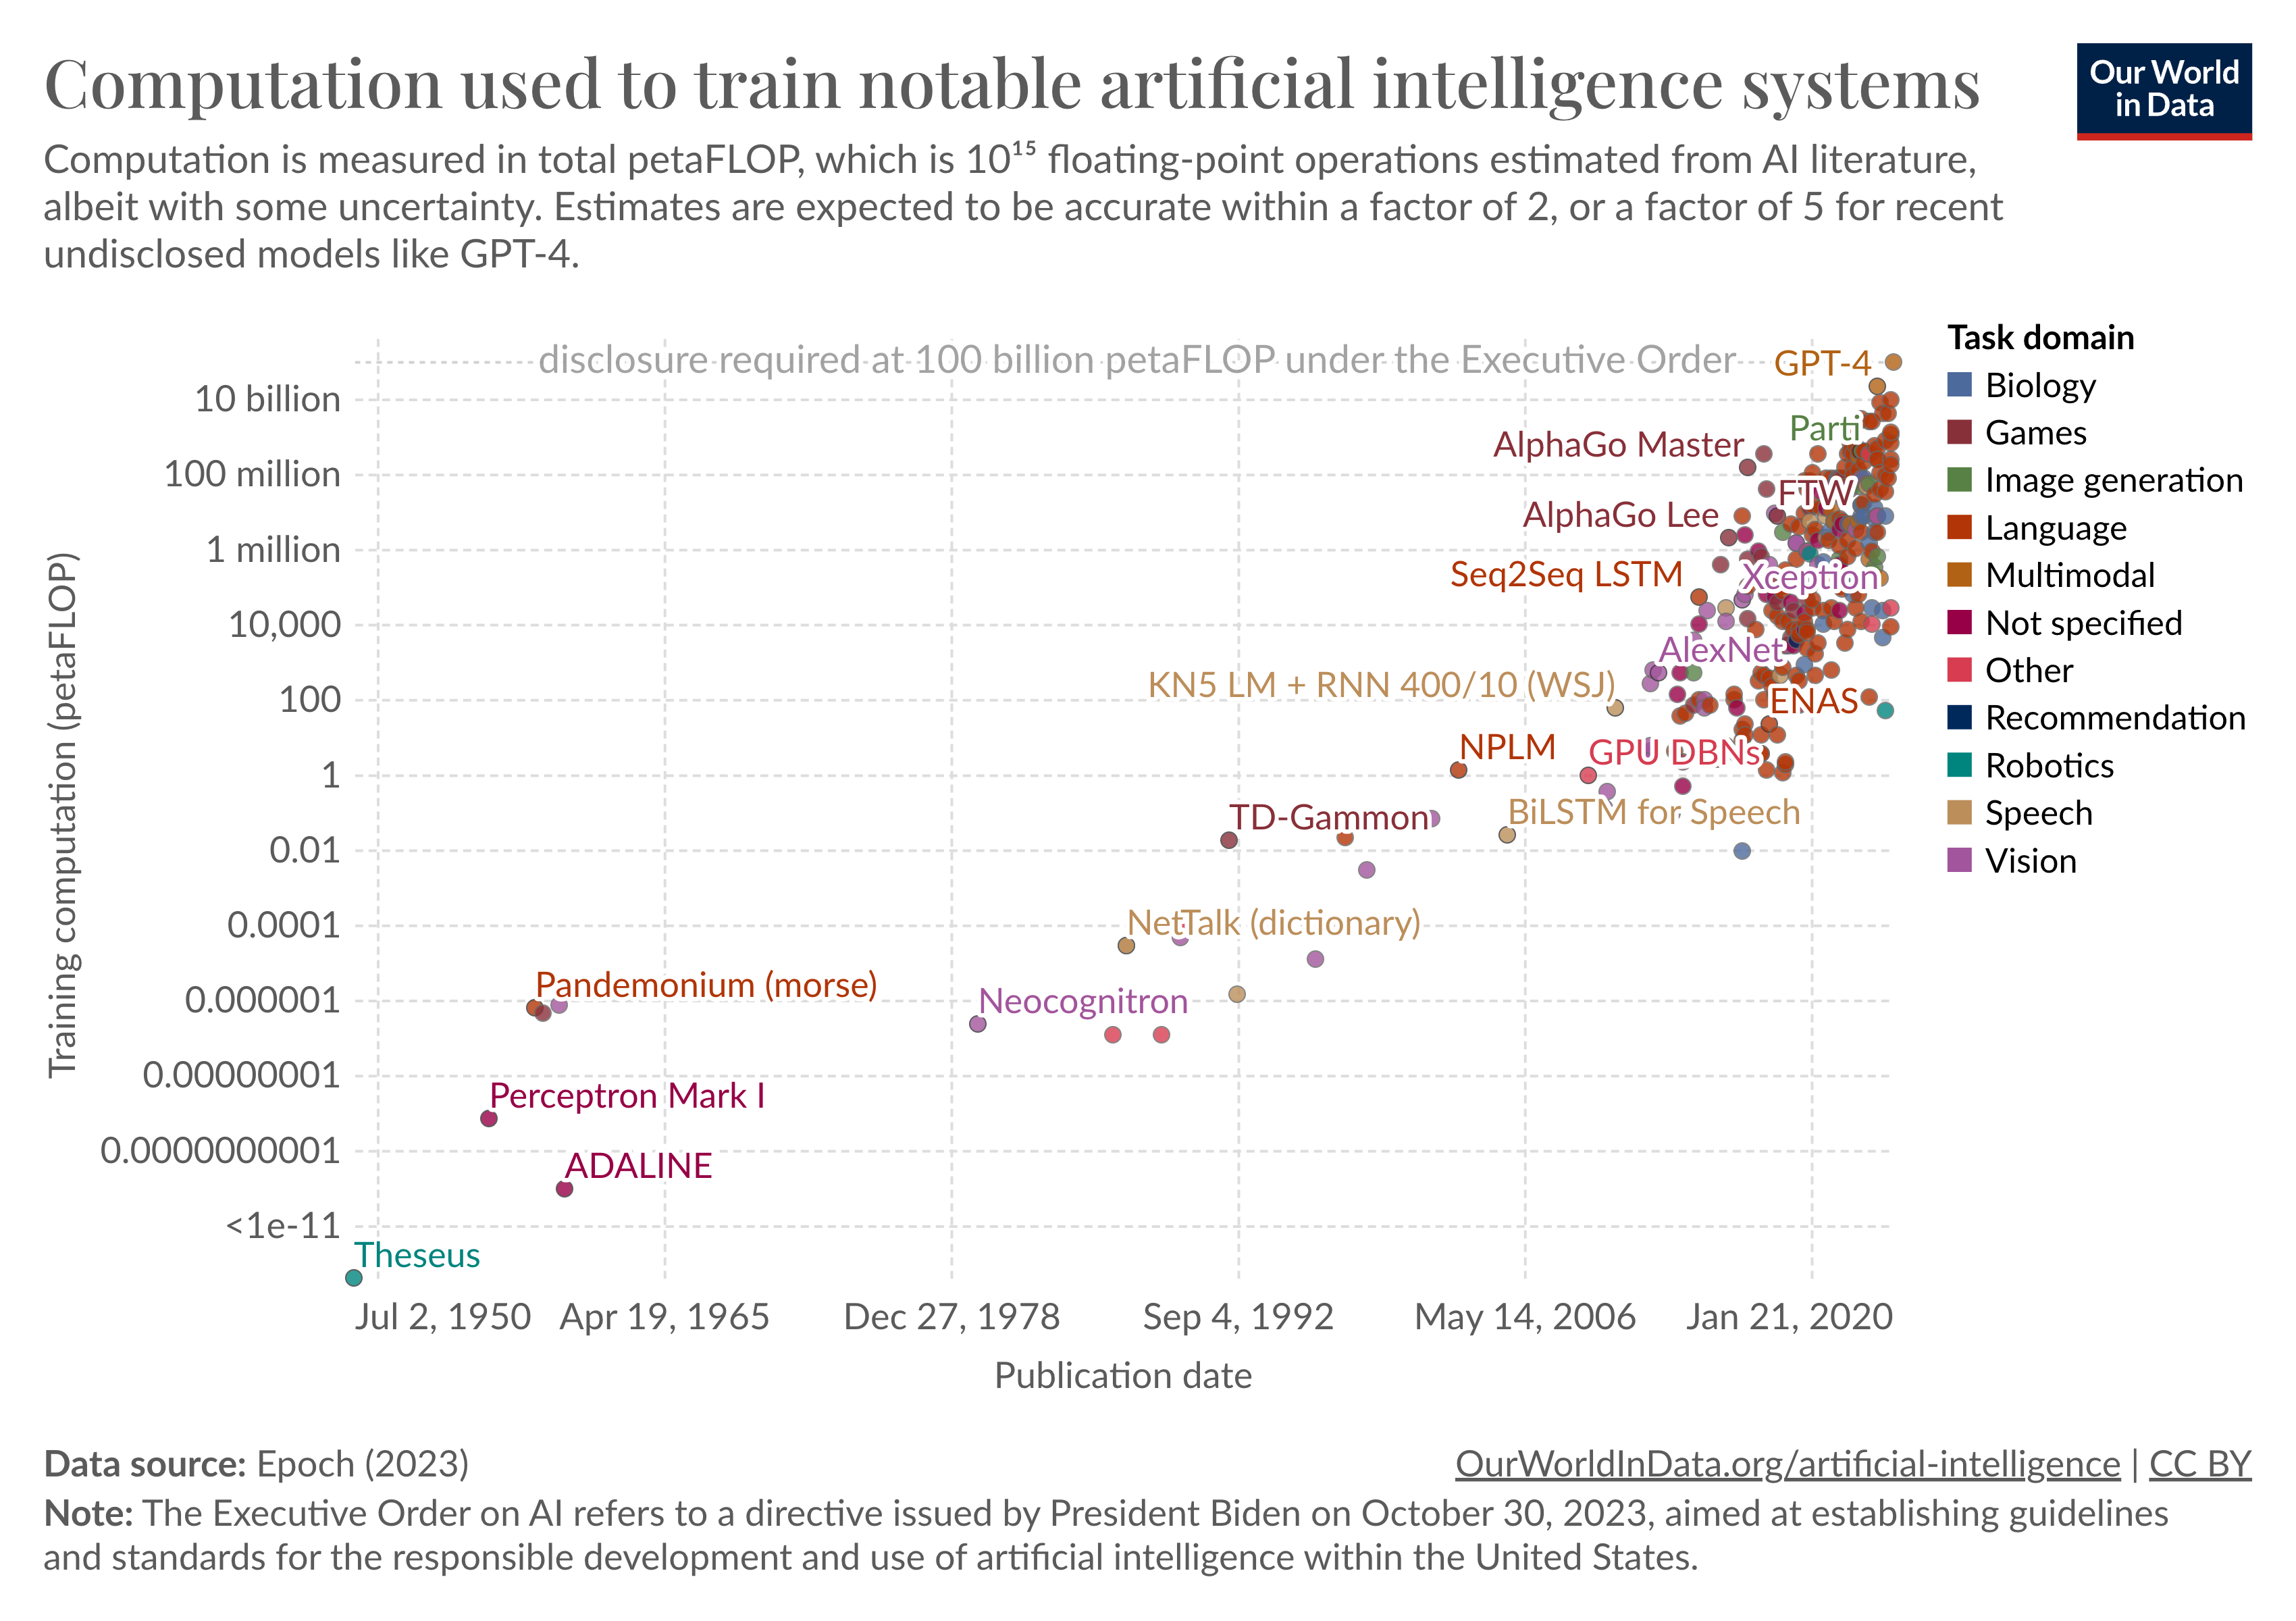 Computation used to train notable artificial intelligence systems
Our World
in Data
Computation is measured in total petaFLOP, which is 10¹⁵ floating-point operations estimated from AI literature,
albeit with some uncertainty. Estimates are expected to be accurate within a factor of 2, or a factor of 5 for recent
undisclosed models like GPT-4.
disclosure required at 100 billion petaFLOP under the Executive Order
GPT-4
10 billion
Parti
AlphaGo Master
100 million
FTW
AlphaGo Lee
1 million
Seq2Seq LSTM
Xception
10,000
AlexNet
KN5 LM + RNN 400/10 (WSJ)
100
ENAS
NPLM
GPU DBNs
1
BiLSTM for Speech
TD-Gammon
0.01
NetTalk (dictionary)
0.0001
Pandemonium (morse)
Neocognitron
0.000001
0.00000001
Perceptron Mark I
0.0000000001
ADALINE
<1e-11
Theseus
Training computation (petaFLOP)
Jul 2, 1950
Apr 19, 1965
Dec 27, 1978
Sep 4, 1992
May 14, 2006
Jan 21, 2020
Publication date
Task domain
Biology
Games
Image generation
Language
Multimodal
Not specified
Other
Recommendation
Robotics
Speech
Vision
Data source: Epoch (2023)
OurWorldInData.org/artificial-intelligence | CC BY
Note: The Executive Order on AI refers to a directive issued by President Biden on October 30, 2023, aimed at establishing guidelines
and standards for the responsible development and use of artificial intelligence within the United States.